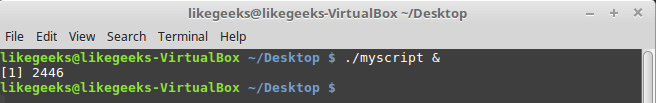 likegeeks@likegeeks-VirtualBox ~/Desktop
File Edit View Search Terminal Help
likegeeks@likegeeks-VirtualBox ~/Desktop $ ./myscript &
[1] 2446
likegeeks@likegeeks-VirtualBox ~/Desktop $